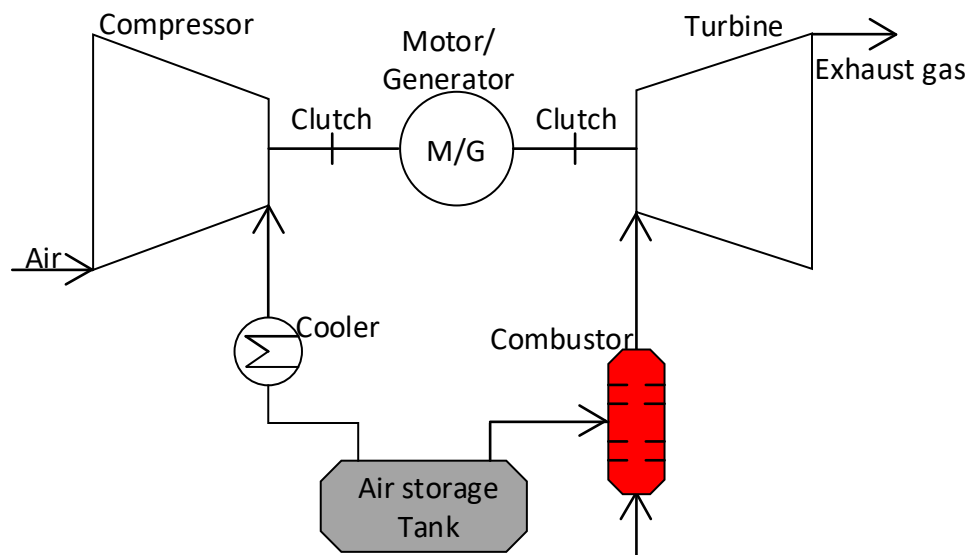 Compressor
Motor/
Generator
Turbine
Exhaust gas
Clutch
Clutch
M/G
Air
Cooler
Combustor
Air storage
Tank